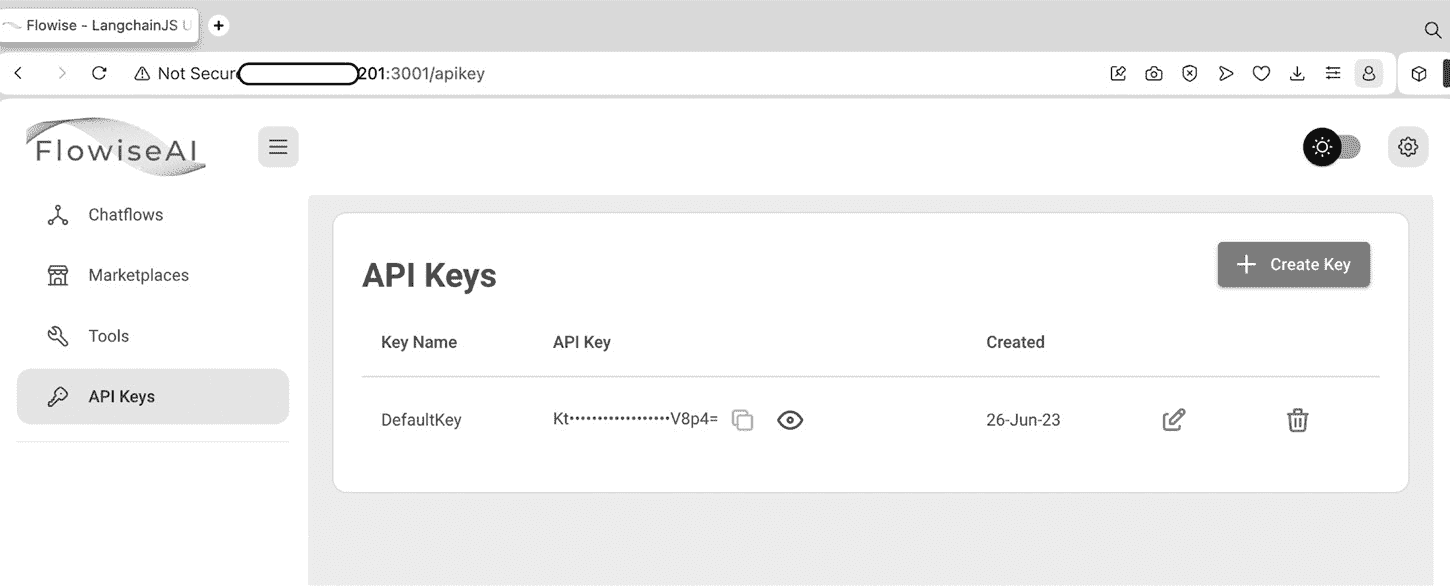 Flowise - LangchainJS U
Not Secur 201:3001/apikey
FlowiseAI
Chatflows
Marketplaces
Tools
API Keys
API Keys
Create Key
Key Name API Key Created
DefaultKey Kt••••••••••••••••••V8p4= 26-Jun-23